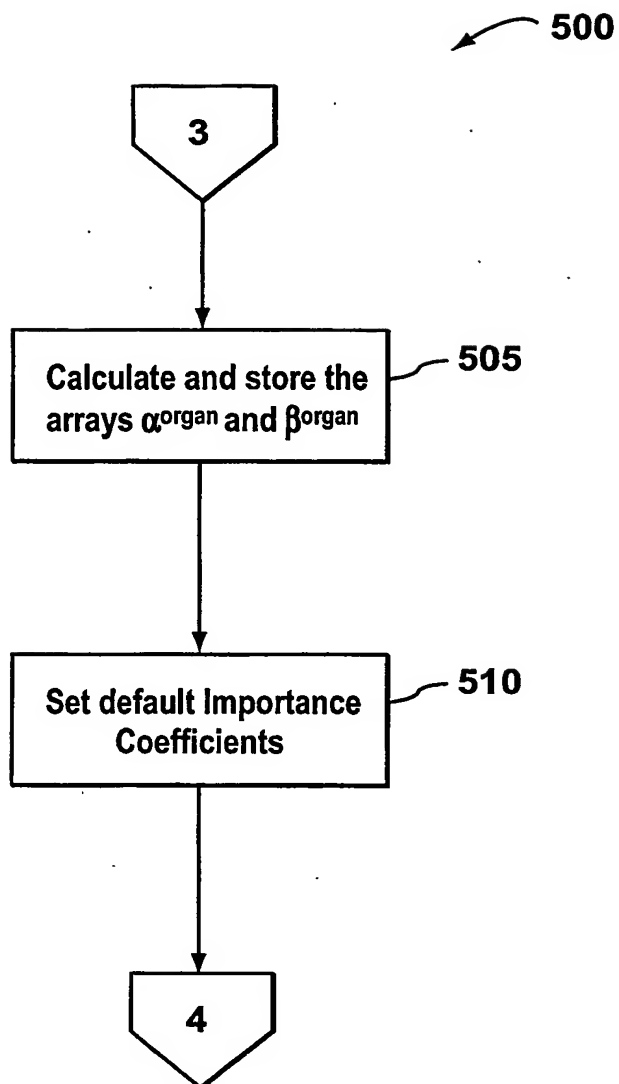 500
3
Calculate and store the
arrays αorgan and βorgan
505
Set default Importance
Coefficients
510
4